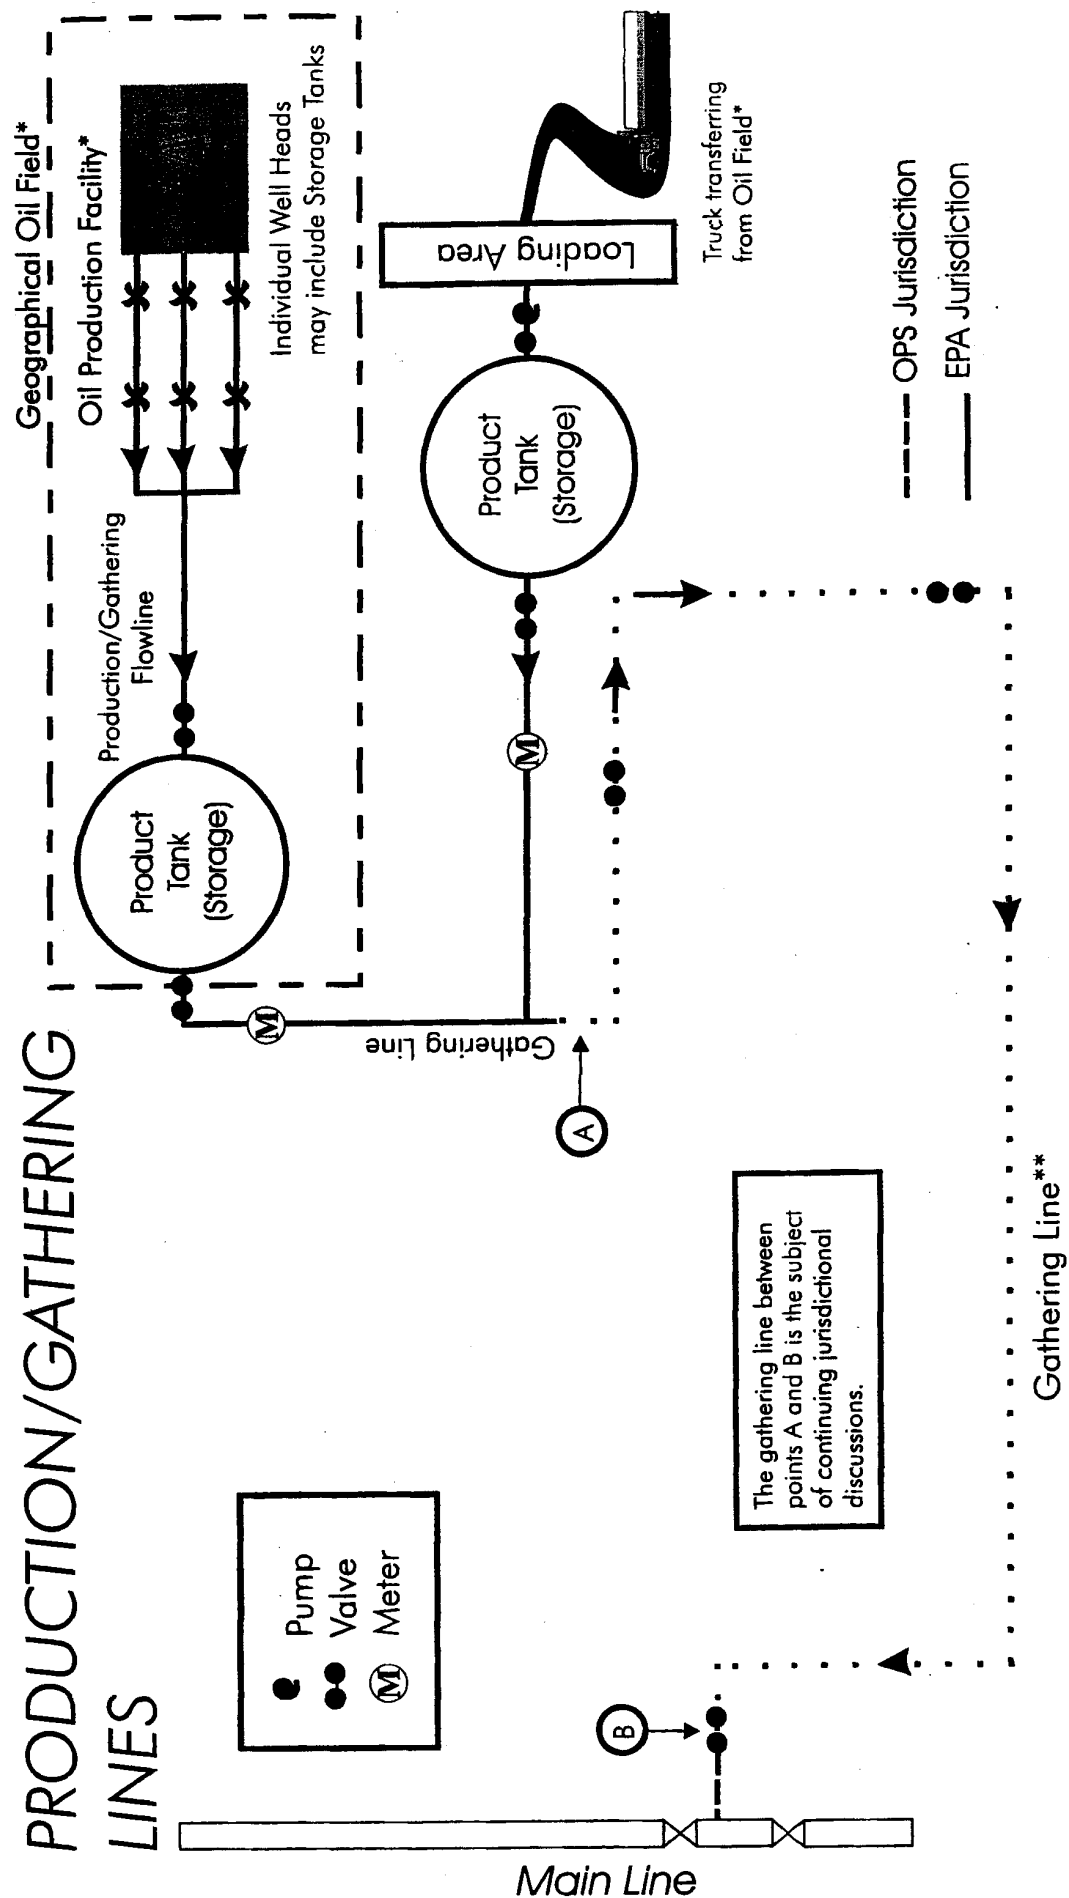 PRODUCTION/GATHERING
LINES
Geographical Oil Field*
Oil Production Facility*
Individual Well Heads
may include Storage Tanks
Production/Gathering
Flowline
Product
Tank
(Storage)
M
Gathering Line
A
Product
Tank
(Storage)
M
Loading Area
Truck transferring
from Oil Field*
Pump
Valve
M Meter
The gathering line between
points A and B is the subject
of continuing jurisdictional
discussions.
OPS Jurisdiction
EPA Jurisdiction
B
Main Line
Gathering Line**